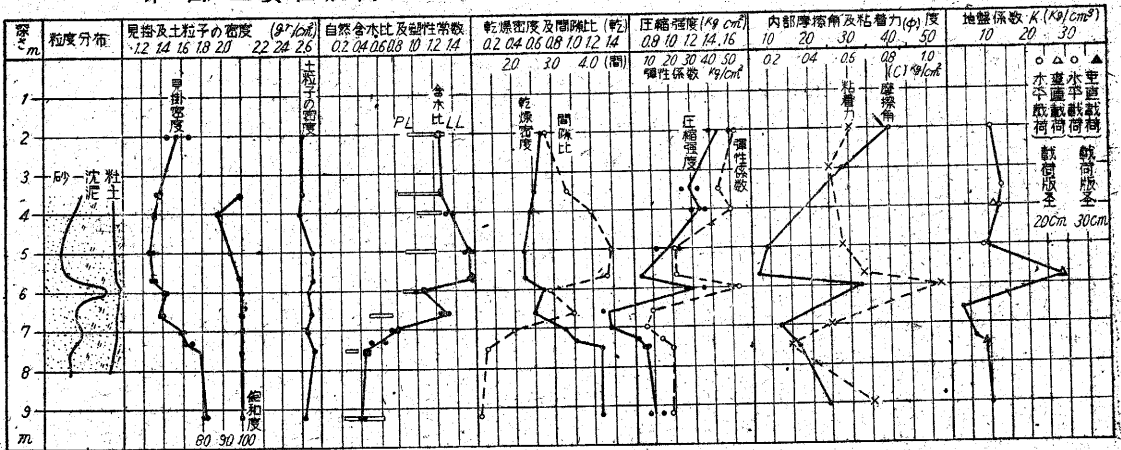 深さ m
粒度分布
見掛及土粒子の密度 (gr/cm³)
1.2 1.4 1.6 1.8 2.0 2.2 2.4 2.6
自然含水比及塑性常数
0.2 0.4 0.6 0.8 1.0 1.2 1.4
乾燥密度及間隙比 (乾)
0.2 0.4 0.6 0.8 1.0 1.2 1.4
2.0 3.0 4.0 (間)
圧縮强度 (Kg cm²)
0.8 1.0 1.2 1.4 1.6
10 20 30 40 50
彈性係数 Kg/cm²
内部摩擦角及粘着力 (Φ) 度
10 20 30 40 50
0.2 0.4 0.6 0.8 1.0
(C) Kg/cm²
地盤係数 K (Kg/cm³)
10 20 30
1
2
3
4
5
6
7
8
9
m
砂
沈泥
粘土
見掛密度
飽和度
80 90 100
土粒子の密度
含水比
PL
LL
乾燥密度
間隙比
圧縮强度
彈性係数
粘着力
摩擦角
○ 水平載荷
△ 垂直載荷
載荷版圣 20cm
○ 水平載荷
▲ 垂直載荷
載荷版圣 30cm